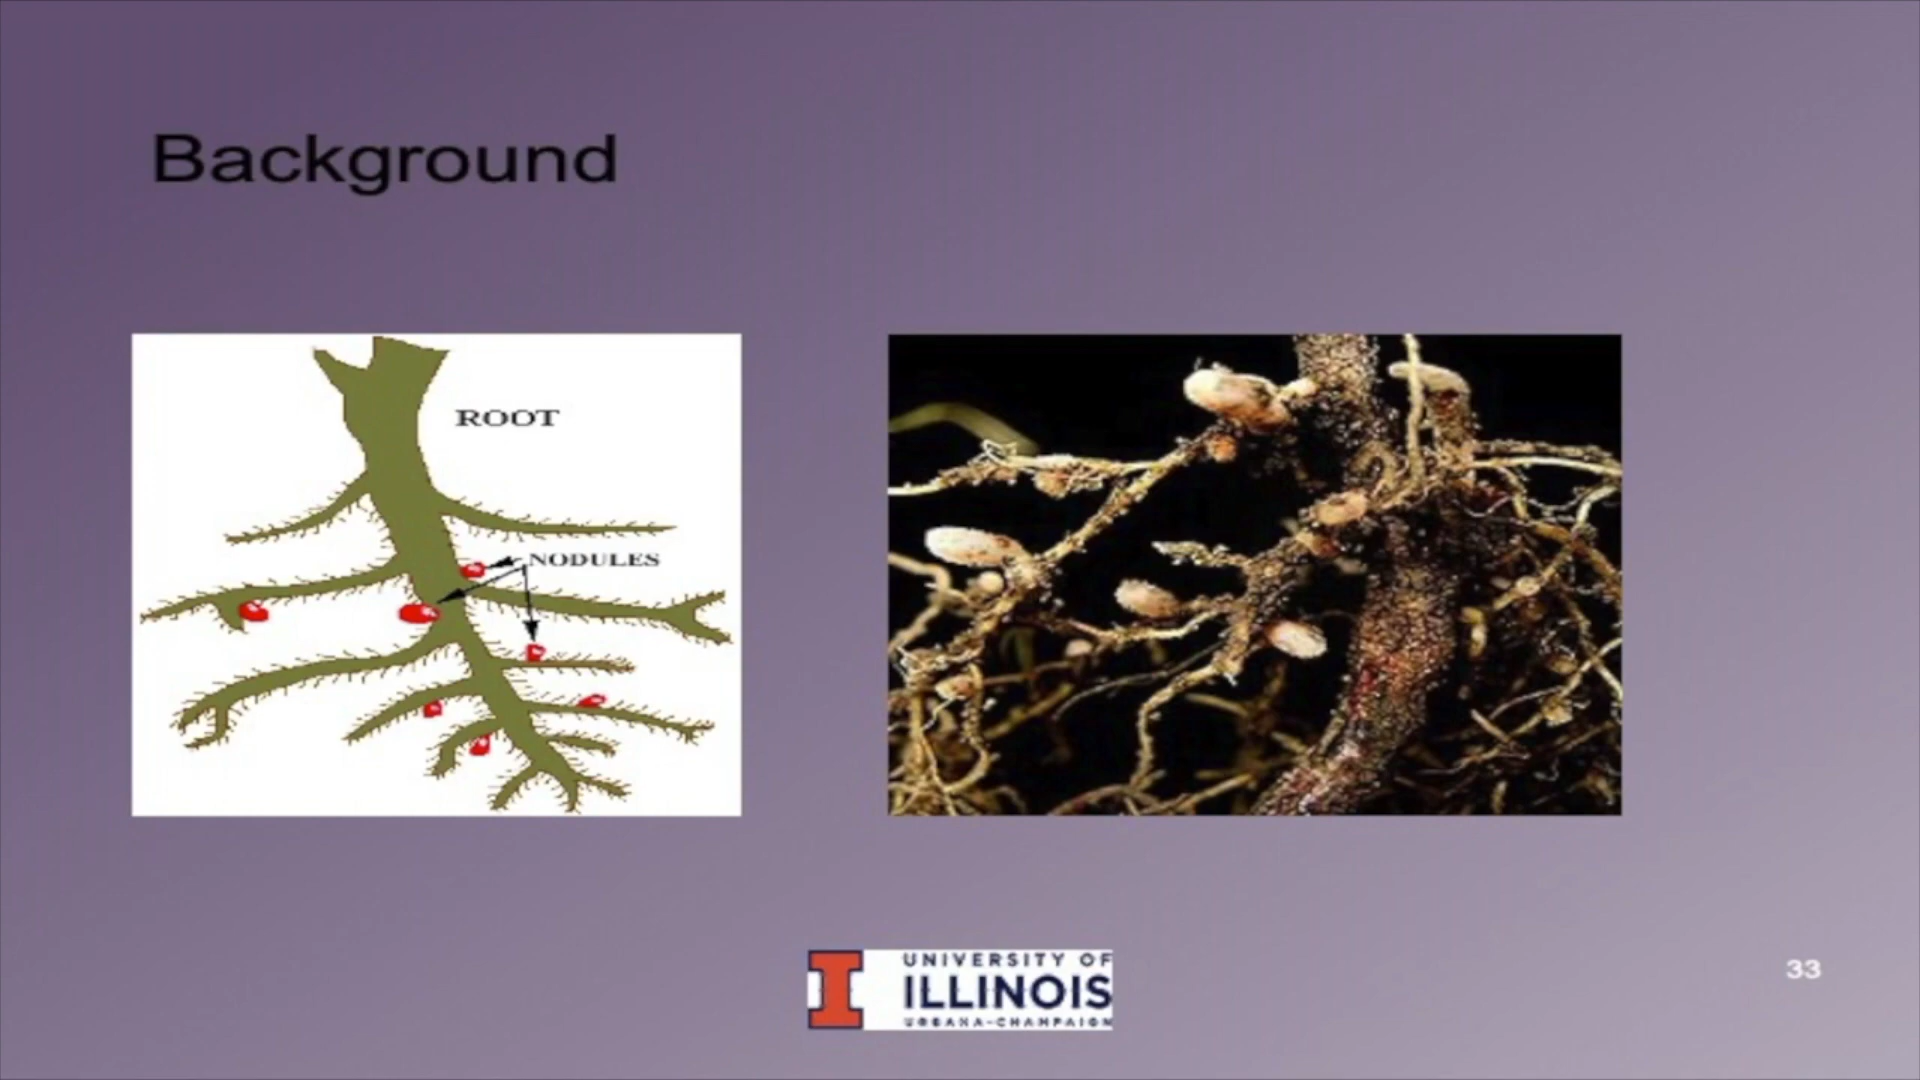 Background
ROOT
NODULES
UNIVERSITY OF
ILLINOIS
URBANA-CHAMPAIGN
33